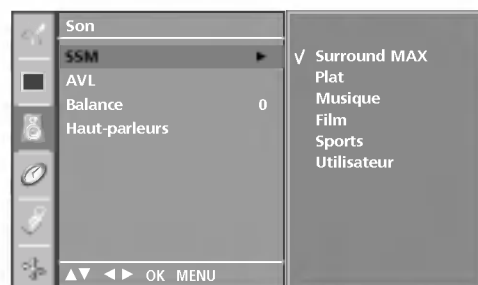 Son
SSM ►
AVL
Balance 0
Haut-parleurs
▲▼ ◄► OK MENU
√ Surround MAX
Plat
Musique
Film
Sports
Utilisateur